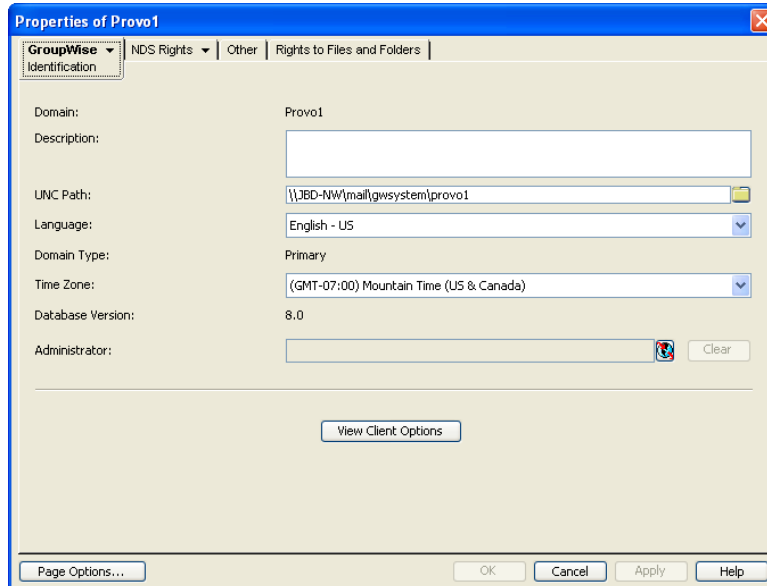 Properties of Provo1
GroupWise NDS Rights Other Rights to Files and Folders
Identification
Domain: Provo1
Description:
UNC Path: \\JBD-NW\mail\gwsystem\provo1
Language: English - US
Domain Type: Primary
Time Zone: (GMT-07:00) Mountain Time (US & Canada)
Database Version: 8.0
Administrator: Clear
View Client Options
Page Options... OK Cancel Apply Help